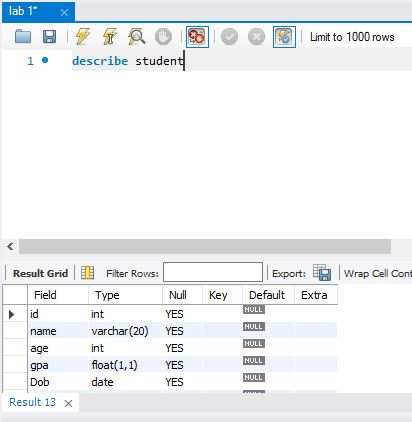 lab 1*
Limit to 1000 rows
1 describe student
Result Grid Filter Rows: Export: Wrap Cell Cont
Field Type Null Key Default Extra
id int YES NULL
name varchar(20) YES NULL
age int YES NULL
gpa float(1,1) YES NULL
Dob date YES NULL
Result 13